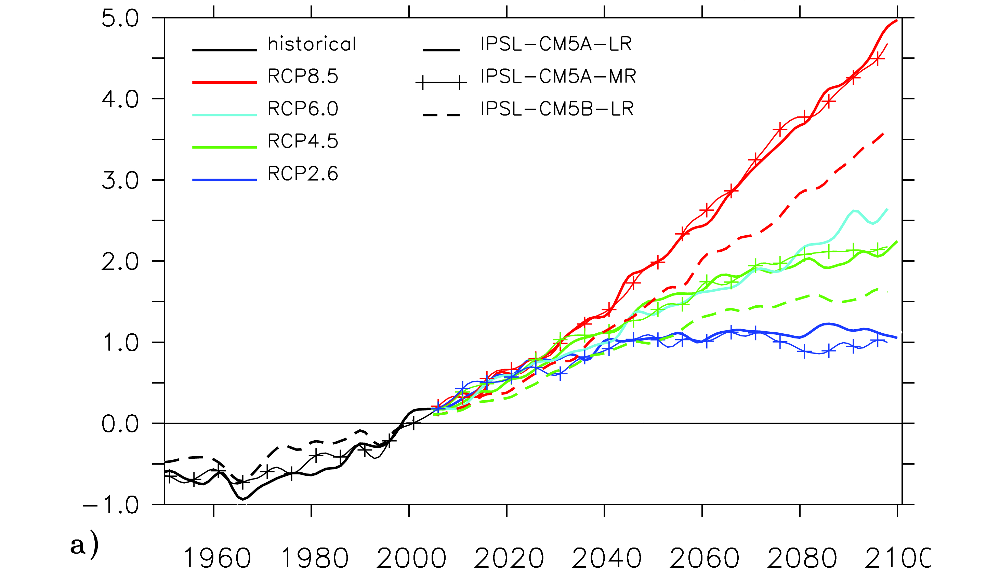 5.0
4.0
3.0
2.0
1.0
0.0
-1.0
historical
RCP8.5
RCP6.0
RCP4.5
RCP2.6
IPSL-CM5A-LR
IPSL-CM5A-MR
IPSL-CM5B-LR
1960 1980 2000 2020 2040 2060 2080 2100
a)